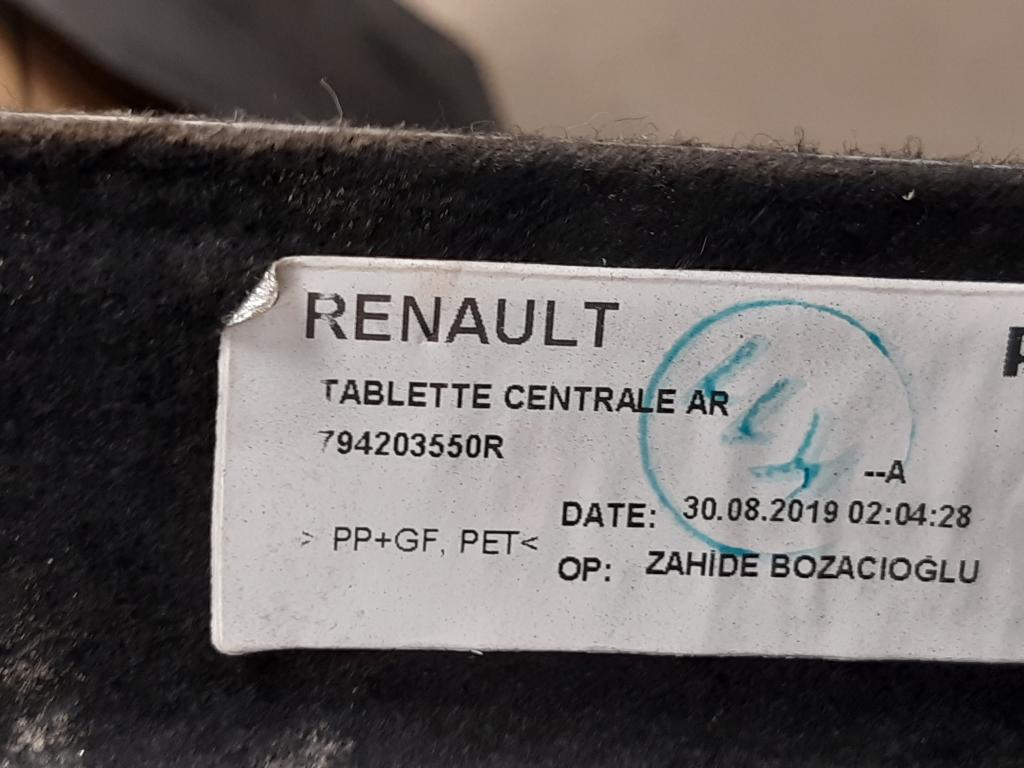 RENAULT
TABLETTE CENTRALE AR
794203550R
--A
DATE: 30.08.2019 02:04:28
> PP+GF, PET<
OP: ZAHİDE BOZACIOĞLU